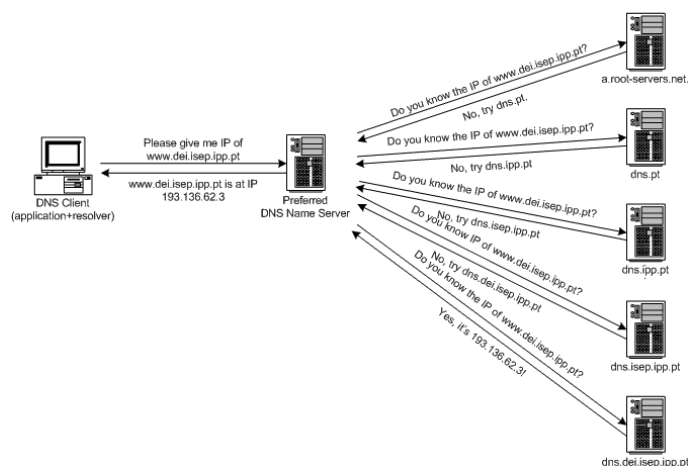 Do you know the IP of www.dei.isep.ipp.pt?
a.root-servers.net.
No, try dns.pt.
Please give me IP of
www.dei.isep.ipp.pt
Do you know the IP of www.dei.isep.ipp.pt?
No, try dns.ipp.pt
dns.pt
www.dei.isep.ipp.pt is at IP
193.136.62.3
DNS Client
(application+resolver)
Preferred
DNS Name Server
Do you know the IP of www.dei.isep.ipp.pt?
No, try dns.isep.ipp.pt
dns.ipp.pt
Do you know IP of www.dei.isep.ipp.pt?
No, try dns.dei.isep.ipp.pt
dns.isep.ipp.pt
Do you know the IP of www.dei.isep.ipp.pt?
Yes, it's 193.136.62.3!
dns.dei.isep.ipp.pt